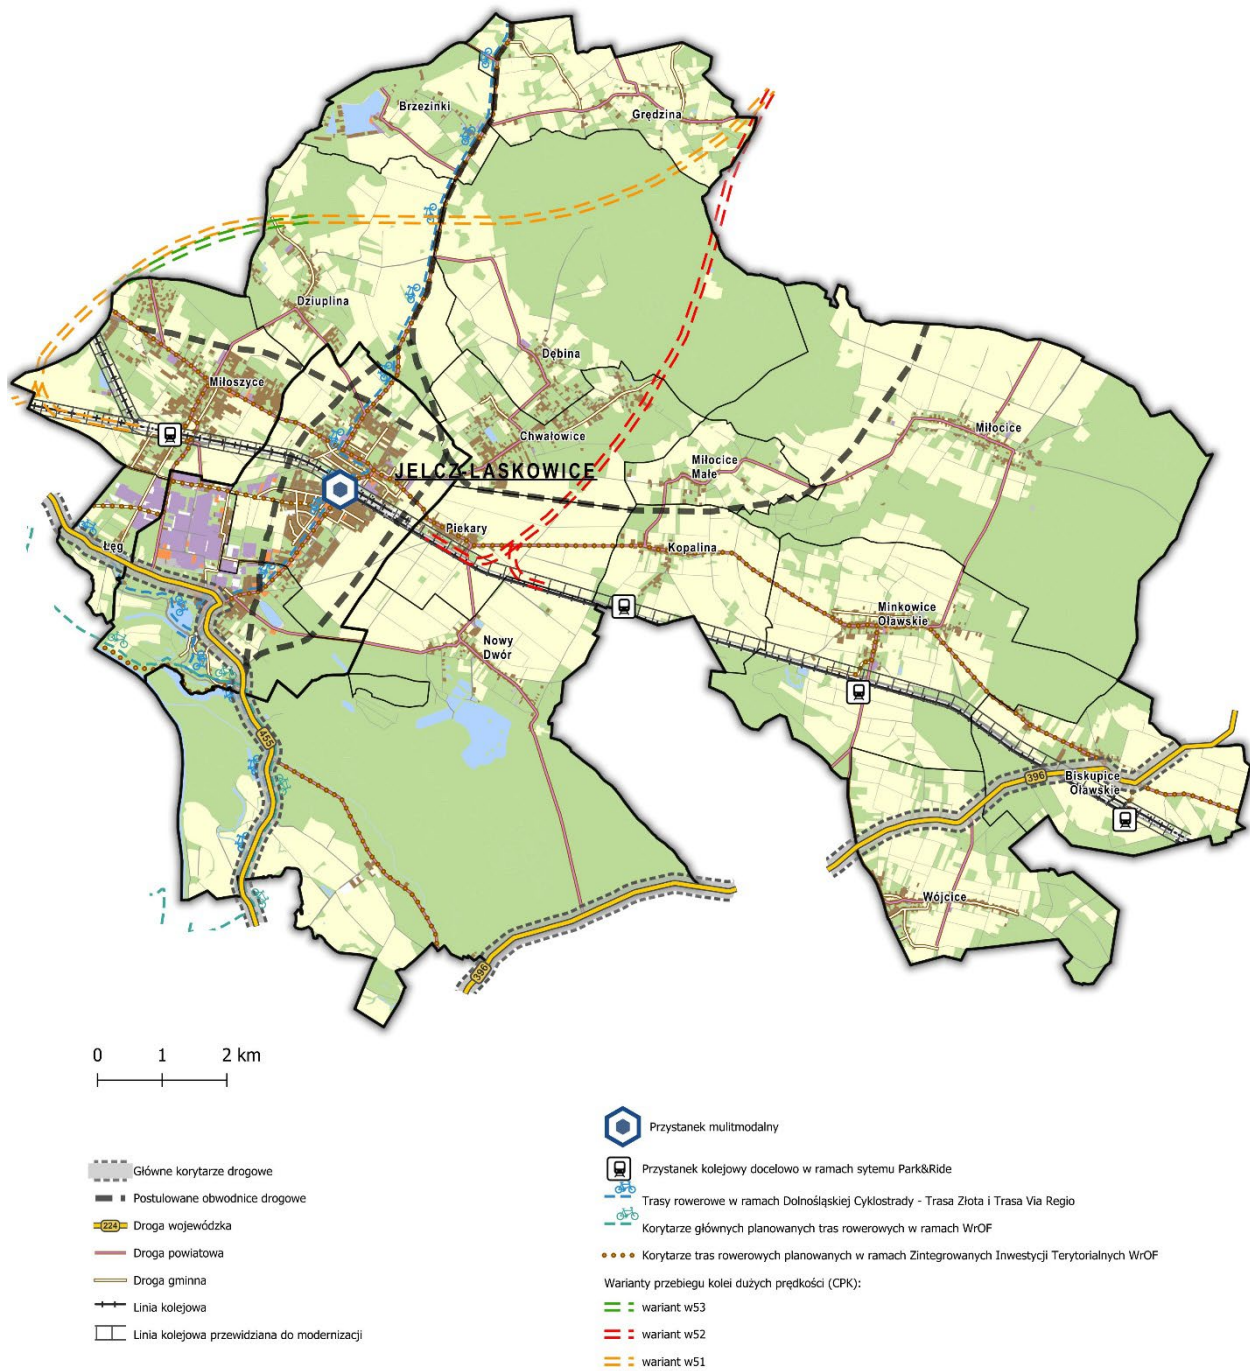 Brzezinki
Grędzina
Dziuplina
Dębina
Miłoszyce
Chwałowice
Miłocice
Miłocice
Małe
JELCZ-LASKOWICE
Piekary
Kopalina
Łęg
Minkowice
Oławskie
Nowy
Dwór
455
396
Biskupice
Oławskie
Wójcice
396
0 1 2 km
Główne korytarze drogowe
Postulowane obwodnice drogowe
224 Droga wojewódzka
Droga powiatowa
Droga gminna
Linia kolejowa
Linia kolejowa przewidziana do modernizacji
Przystanek mulitmodalny
Przystanek kolejowy docelowo w ramach sytemu Park&Ride
Trasy rowerowe w ramach Dolnośląskiej Cyklostrady - Trasa Złota i Trasa Via Regio
Korytarze głównych planowanych tras rowerowych w ramach WrOF
Korytarze tras rowerowych planowanych w ramach Zintegrowanych Inwestycji Terytorialnych WrOF
Warianty przebiegu kolei dużych prędkości (CPK):
wariant w53
wariant w52
wariant w51